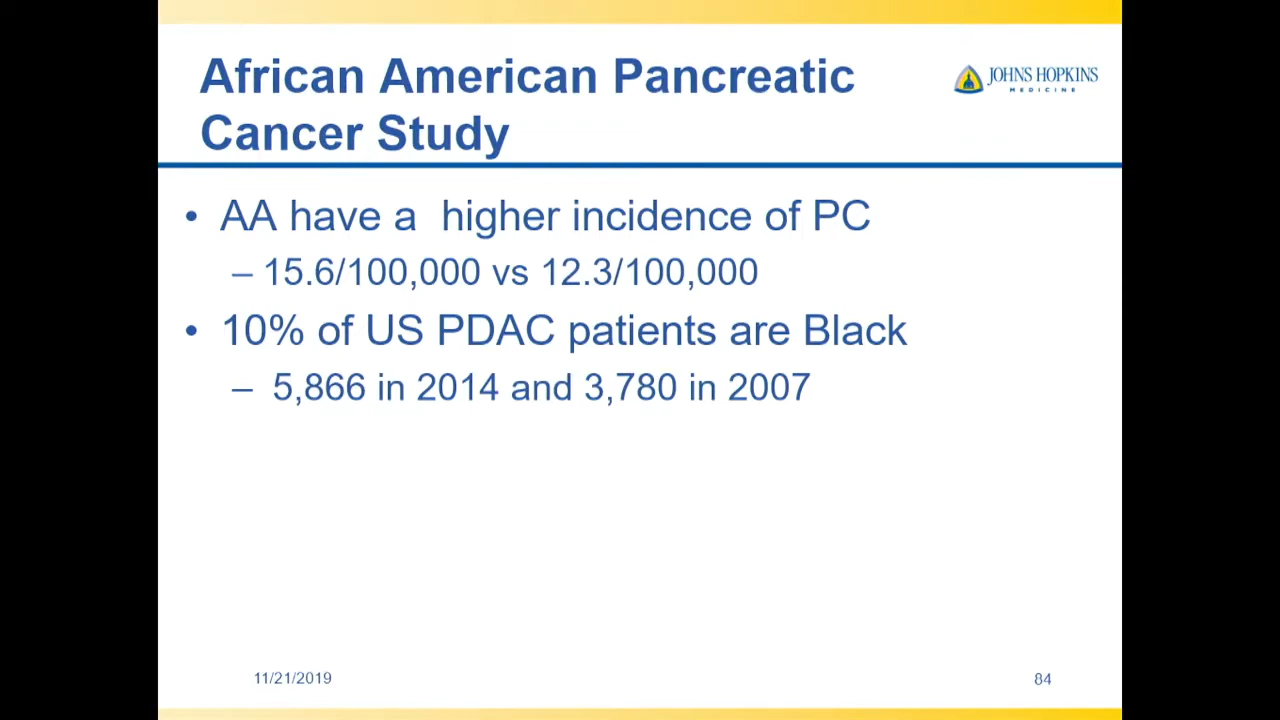 African American Pancreatic
Cancer Study
JOHNS HOPKINS
MEDICINE
• AA have a  higher incidence of PC
– 15.6/100,000 vs 12.3/100,000
• 10% of US PDAC patients are Black
– 5,866 in 2014 and 3,780 in 2007
11/21/2019
84